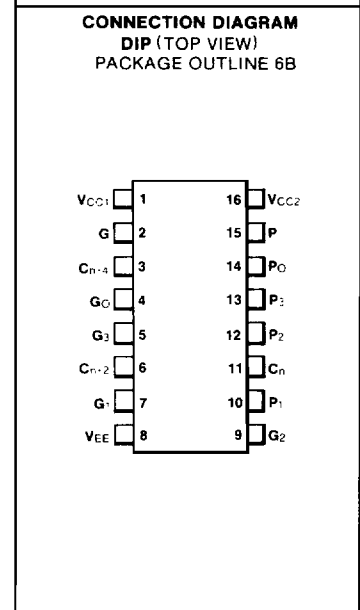 CONNECTION DIAGRAM
DIP (TOP VIEW)
PACKAGE OUTLINE 6B
VCC1 1 16 VCC2
G 2 15 P
Cn+4 3 14 PO
GO 4 13 P3
G3 5 12 P2
Cn+2 6 11 Cn
G1 7 10 P1
VEE 8 9 G2